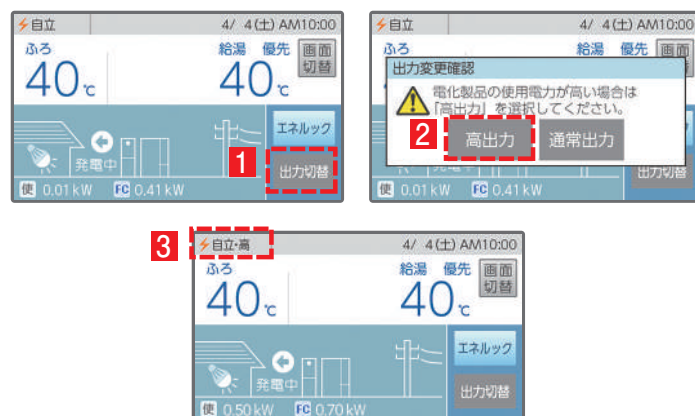 自立 4/ 4(土) AM10:00
ふろ 給湯 優先 画面切替
40℃ 40℃
エネルック
発電中
1
出力切替
使 0.01kW FC 0.41kW
自立 4/ 4(土) AM10:00
ふろ 給湯 優先 画面
出力変更確認
電化製品の使用電力が高い場合は
「高出力」を選択してください。
2
高出力 通常出力
出力切替
使 0.01kW FC 0.41kW
3
自立・高 4/ 4(土) AM10:00
ふろ 給湯 優先 画面切替
40℃ 40℃
エネルック
発電中
出力切替
使 0.50kW FC 0.70kW